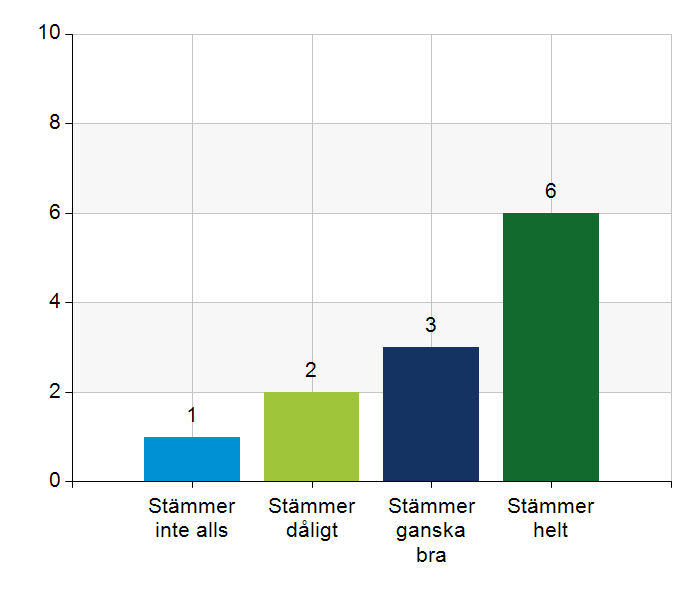 10
8
6
4
2
0
1
2
3
6
Stämmer
inte alls
Stämmer
dåligt
Stämmer
ganska
bra
Stämmer
helt